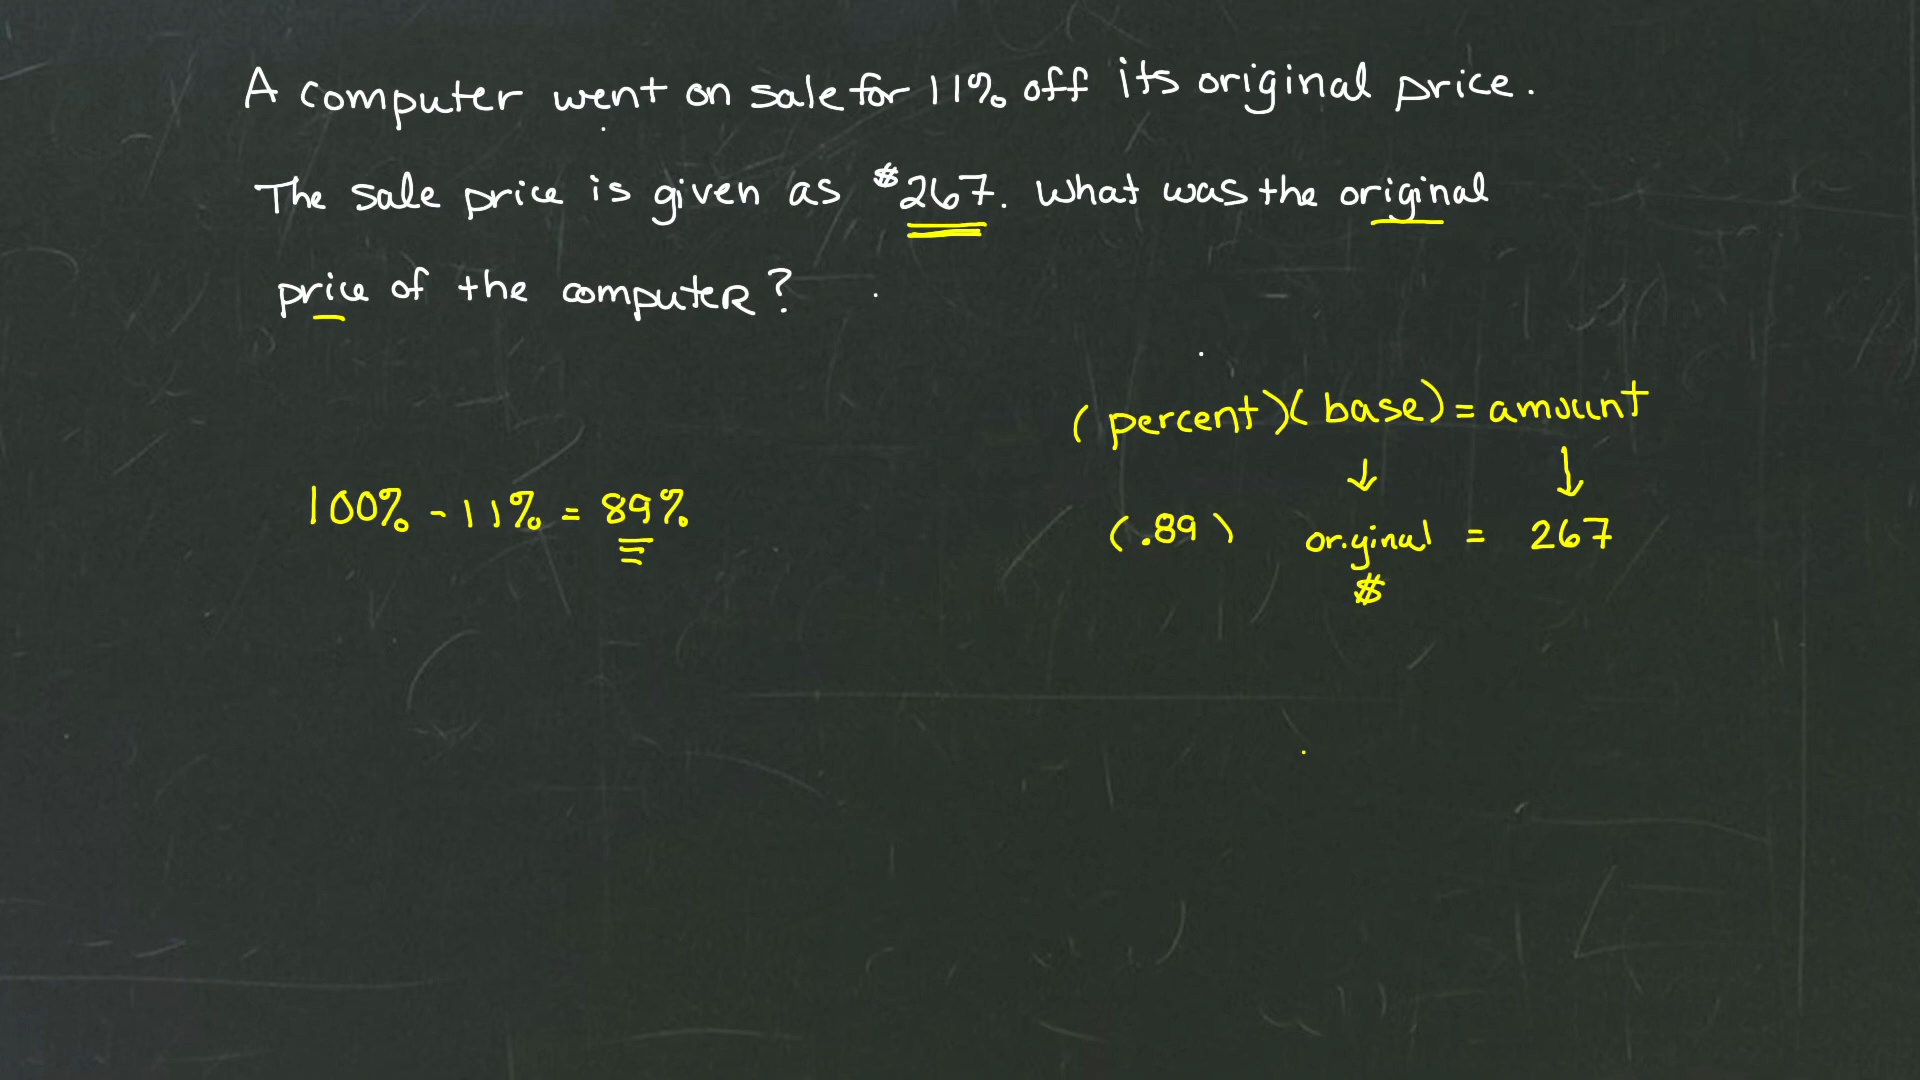 A computer went on sale for 11% off its original price.
The sale price is given as $267. What was the original
price of the computer?
(percent)(base) = amount
↓ ↓
100% - 11% = 89%
(.89) original = 267
$